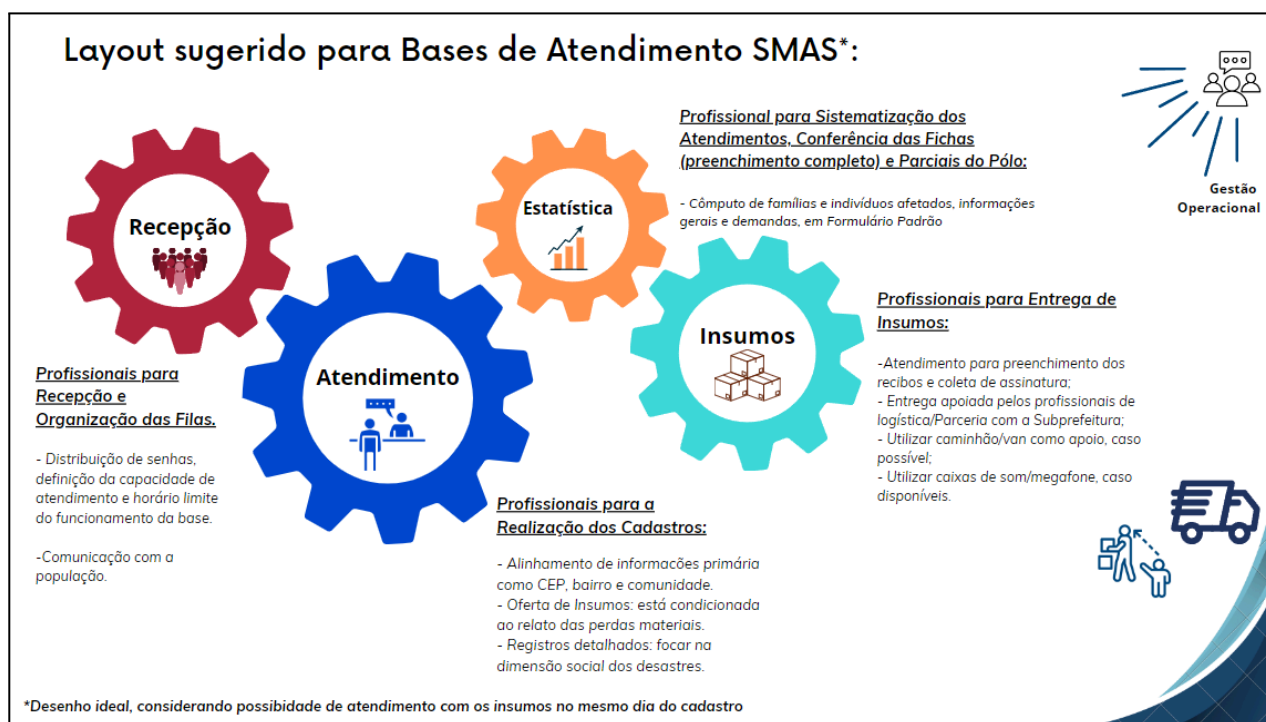 Layout sugerido para Bases de Atendimento SMAS*:
Gestão
Operacional
Recepção
Profissionais para
Recepção e
Organização das Filas.
- Distribuição de senhas,
definição da capacidade de
atendimento e horário limite
do funcionamento da base.
-Comunicação com a
população.
Atendimento
Profissionais para a
Realização dos Cadastros:
- Alinhamento de informacões primária
como CEP, bairro e comunidade.
- Oferta de Insumos: está condicionada
ao relato das perdas materiais.
- Registros detalhados: focar na
dimensão social dos desastres.
Estatística
Profissional para Sistematização dos
Atendimentos, Conferência das Fichas
(preenchimento completo) e Parciais do Pólo:
- Cômputo de famílias e indivíduos afetados, informações
gerais e demandas, em Formulário Padrão
Insumos
Profissionais para Entrega de
Insumos:
-Atendimento para preenchimento dos
recibos e coleta de assinatura;
- Entrega apoiada pelos profissionais de
logística/Parceria com a Subprefeitura;
- Utilizar caminhão/van como apoio, caso
possível;
- Utilizar caixas de som/megafone, caso
disponíveis.
*Desenho ideal, considerando possibidade de atendimento com os insumos no mesmo dia do cadastro